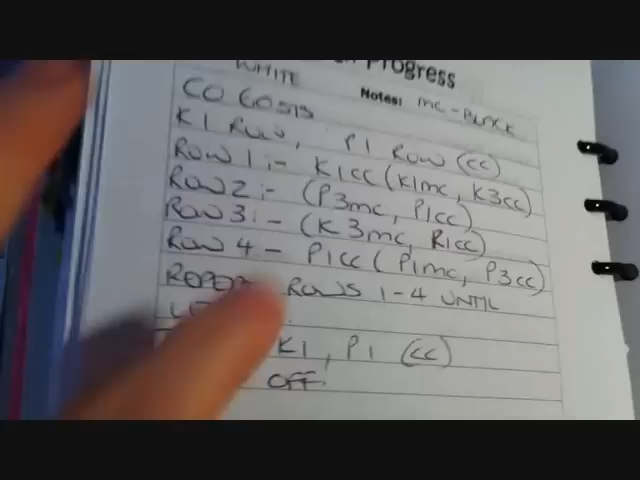 Progress
WHITE
Notes: MC - BLACK
CO 60 STS
K1 ROW, P1 ROW (CC)
ROW 1:- K1CC (K1MC, K3CC)
ROW 2:- (P3MC, P1CC)
ROW 3:- (K3MC, K1CC)
ROW 4 - P1CC (P1MC, P3CC)
REPEAT ROWS 1-4 UNTIL
K1, P1 (CC)
OFF.